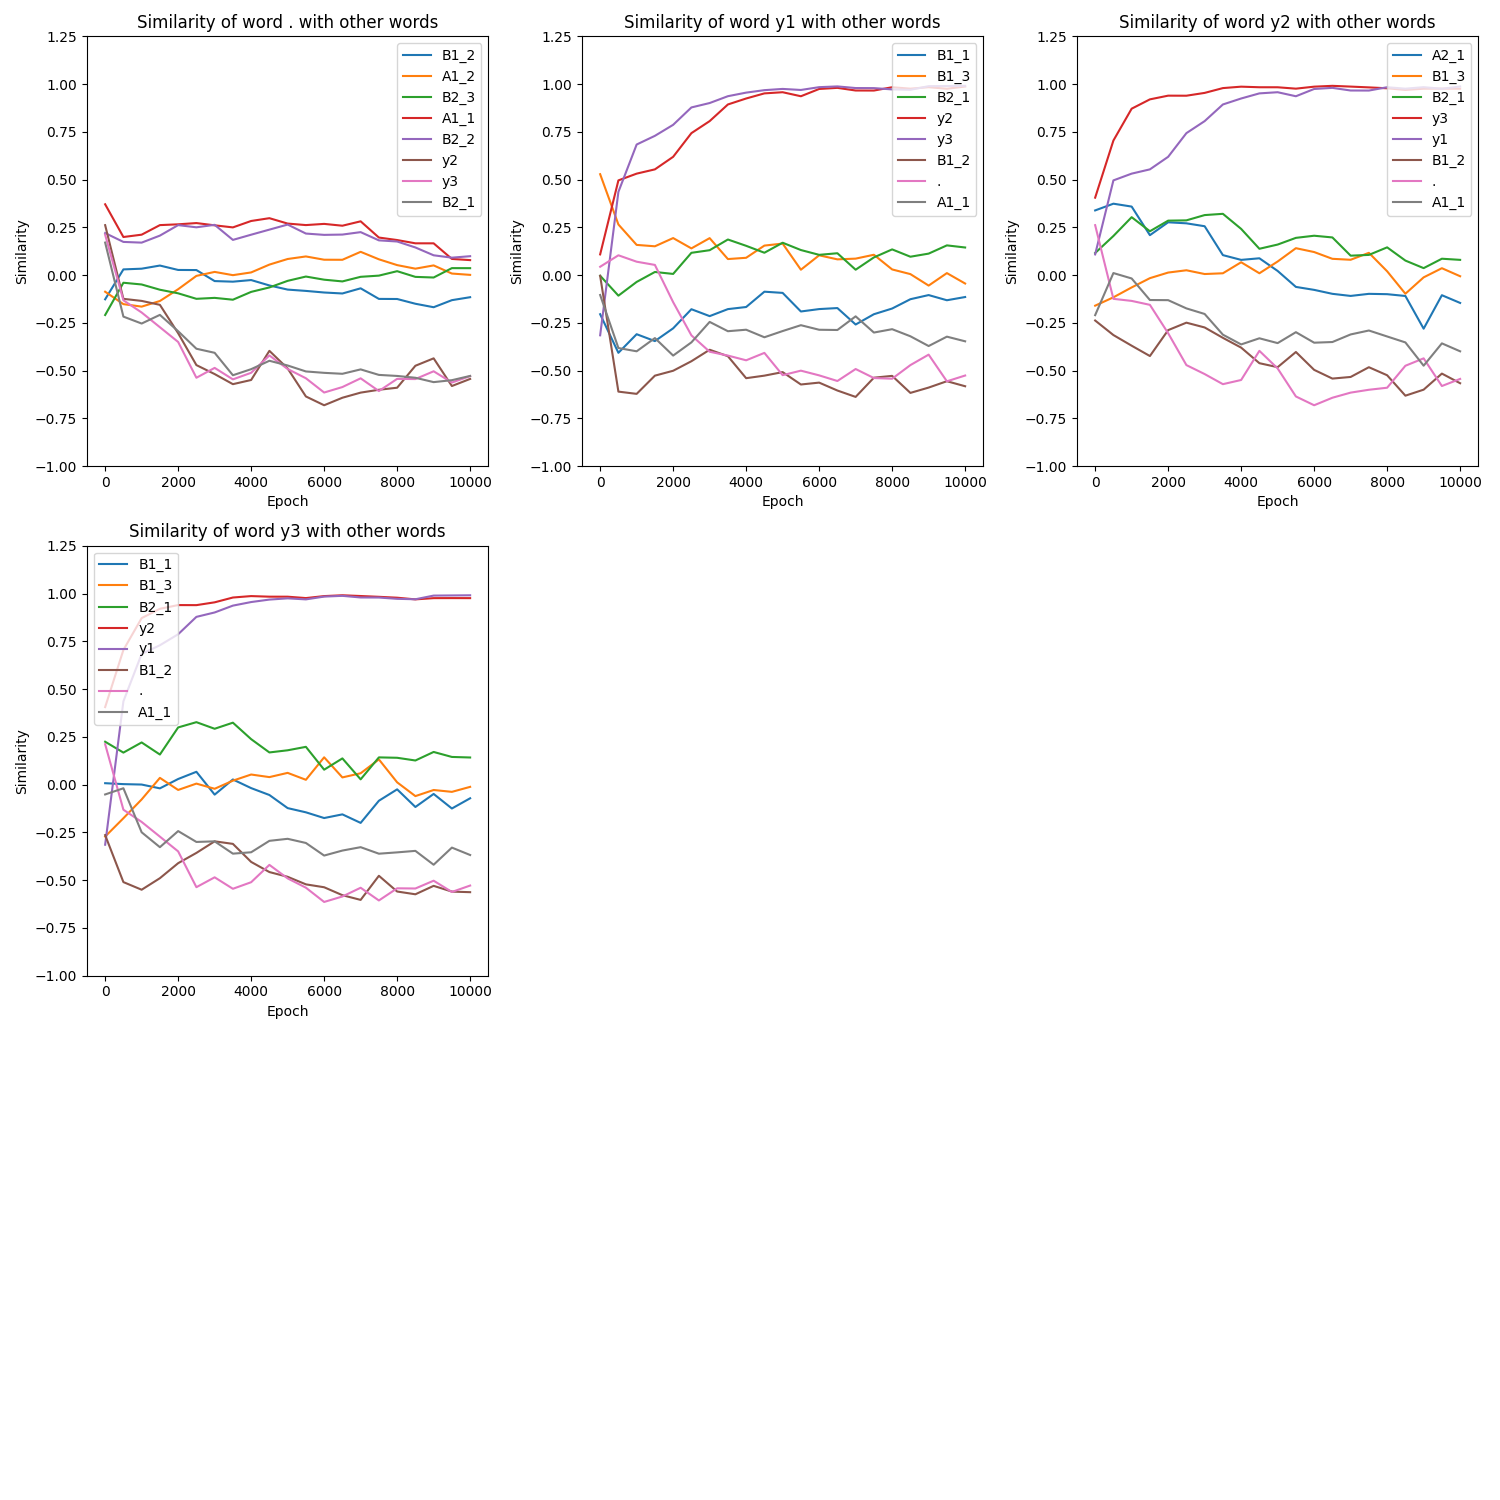 Similarity of word . with other words
1.25
1.00
0.75
0.50
0.25
0.00
−0.25
−0.50
−0.75
−1.00
Similarity
0 2000 4000 6000 8000 10000
Epoch
B1_2
A1_2
B2_3
A1_1
B2_2
y2
y3
B2_1
Similarity of word y1 with other words
1.25
1.00
0.75
0.50
0.25
0.00
−0.25
−0.50
−0.75
−1.00
Similarity
0 2000 4000 6000 8000 10000
Epoch
B1_1
B1_3
B2_1
y2
y3
B1_2
.
A1_1
Similarity of word y2 with other words
1.25
1.00
0.75
0.50
0.25
0.00
−0.25
−0.50
−0.75
−1.00
Similarity
0 2000 4000 6000 8000 10000
Epoch
A2_1
B1_3
B2_1
y3
y1
B1_2
.
A1_1
Similarity of word y3 with other words
1.25
1.00
0.75
0.50
0.25
0.00
−0.25
−0.50
−0.75
−1.00
Similarity
0 2000 4000 6000 8000 10000
Epoch
B1_1
B1_3
B2_1
y2
y1
B1_2
.
A1_1